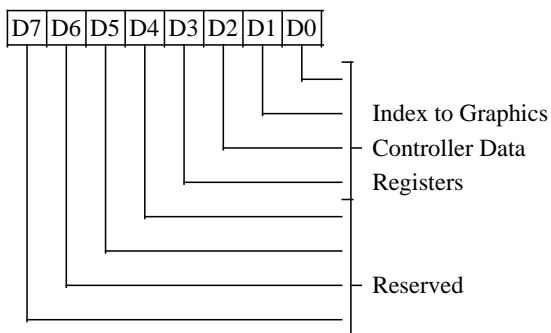 D7 D6 D5 D4 D3 D2 D1 D0
Index to Graphics
Controller Data
Registers
Reserved